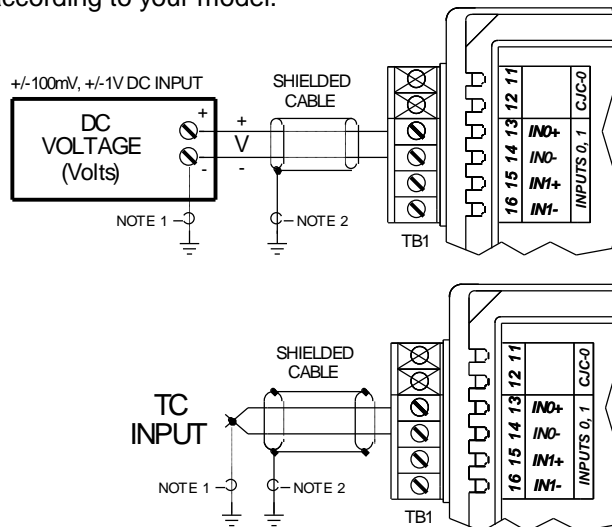 according to your model.
+/-100mV, +/-1V DC INPUT
SHIELDED
CABLE
DC
VOLTAGE
(Volts)
+
-
+
V
-
NOTE 1
NOTE 2
TB1
11
12
13
14
15
16
IN0+
IN0-
IN1+
IN1-
CJC-0
INPUTS 0, 1
SHIELDED
CABLE
TC
INPUT
NOTE 1
NOTE 2
TB1
11
12
13
14
15
16
IN0+
IN0-
IN1+
IN1-
CJC-0
INPUTS 0, 1